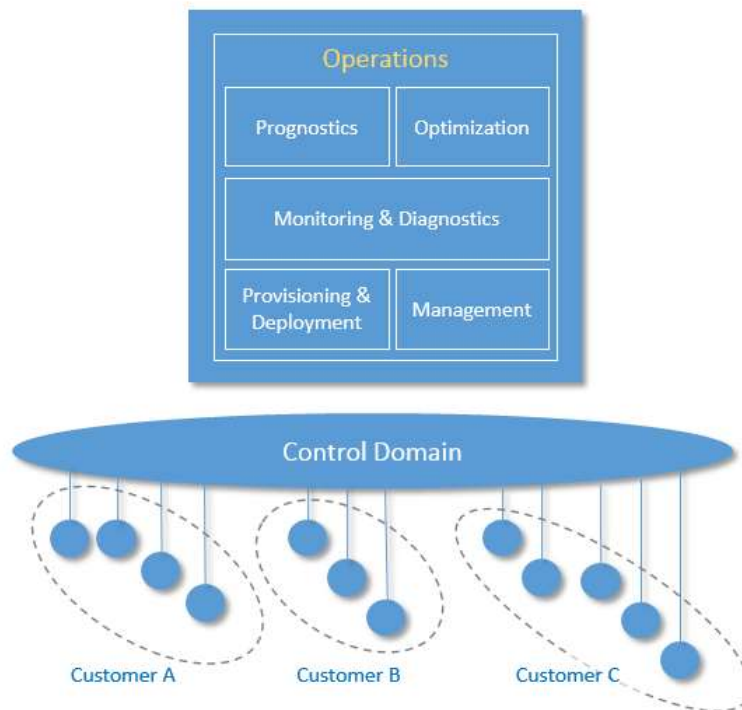 Operations
Prognostics
Optimization
Monitoring & Diagnostics
Provisioning &
Deployment
Management
Control Domain
Customer A
Customer B
Customer C